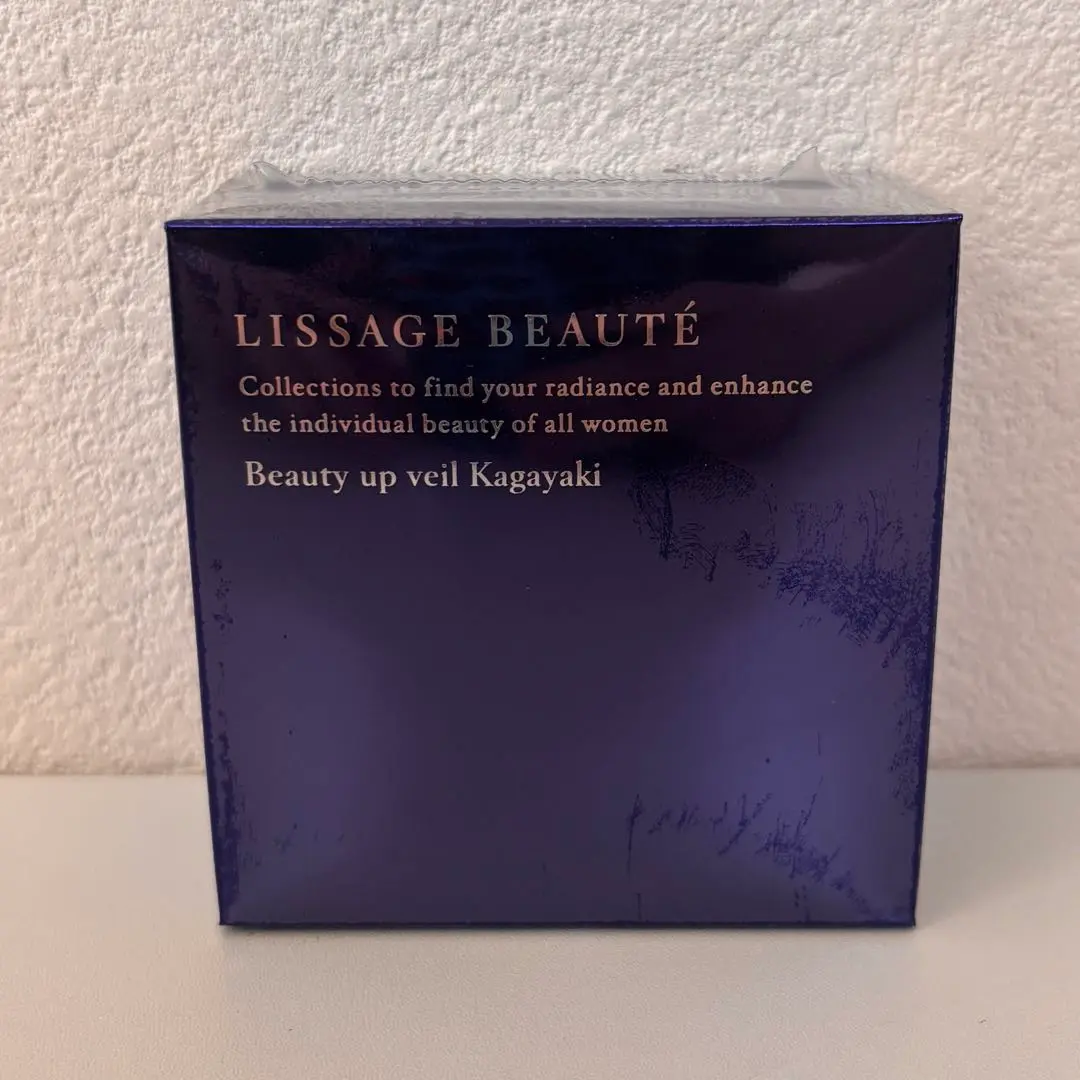 LISSAGE BEAUTÉ
Collections to find your radiance and enhance
the individual beauty of all women
Beauty up veil Kagayaki